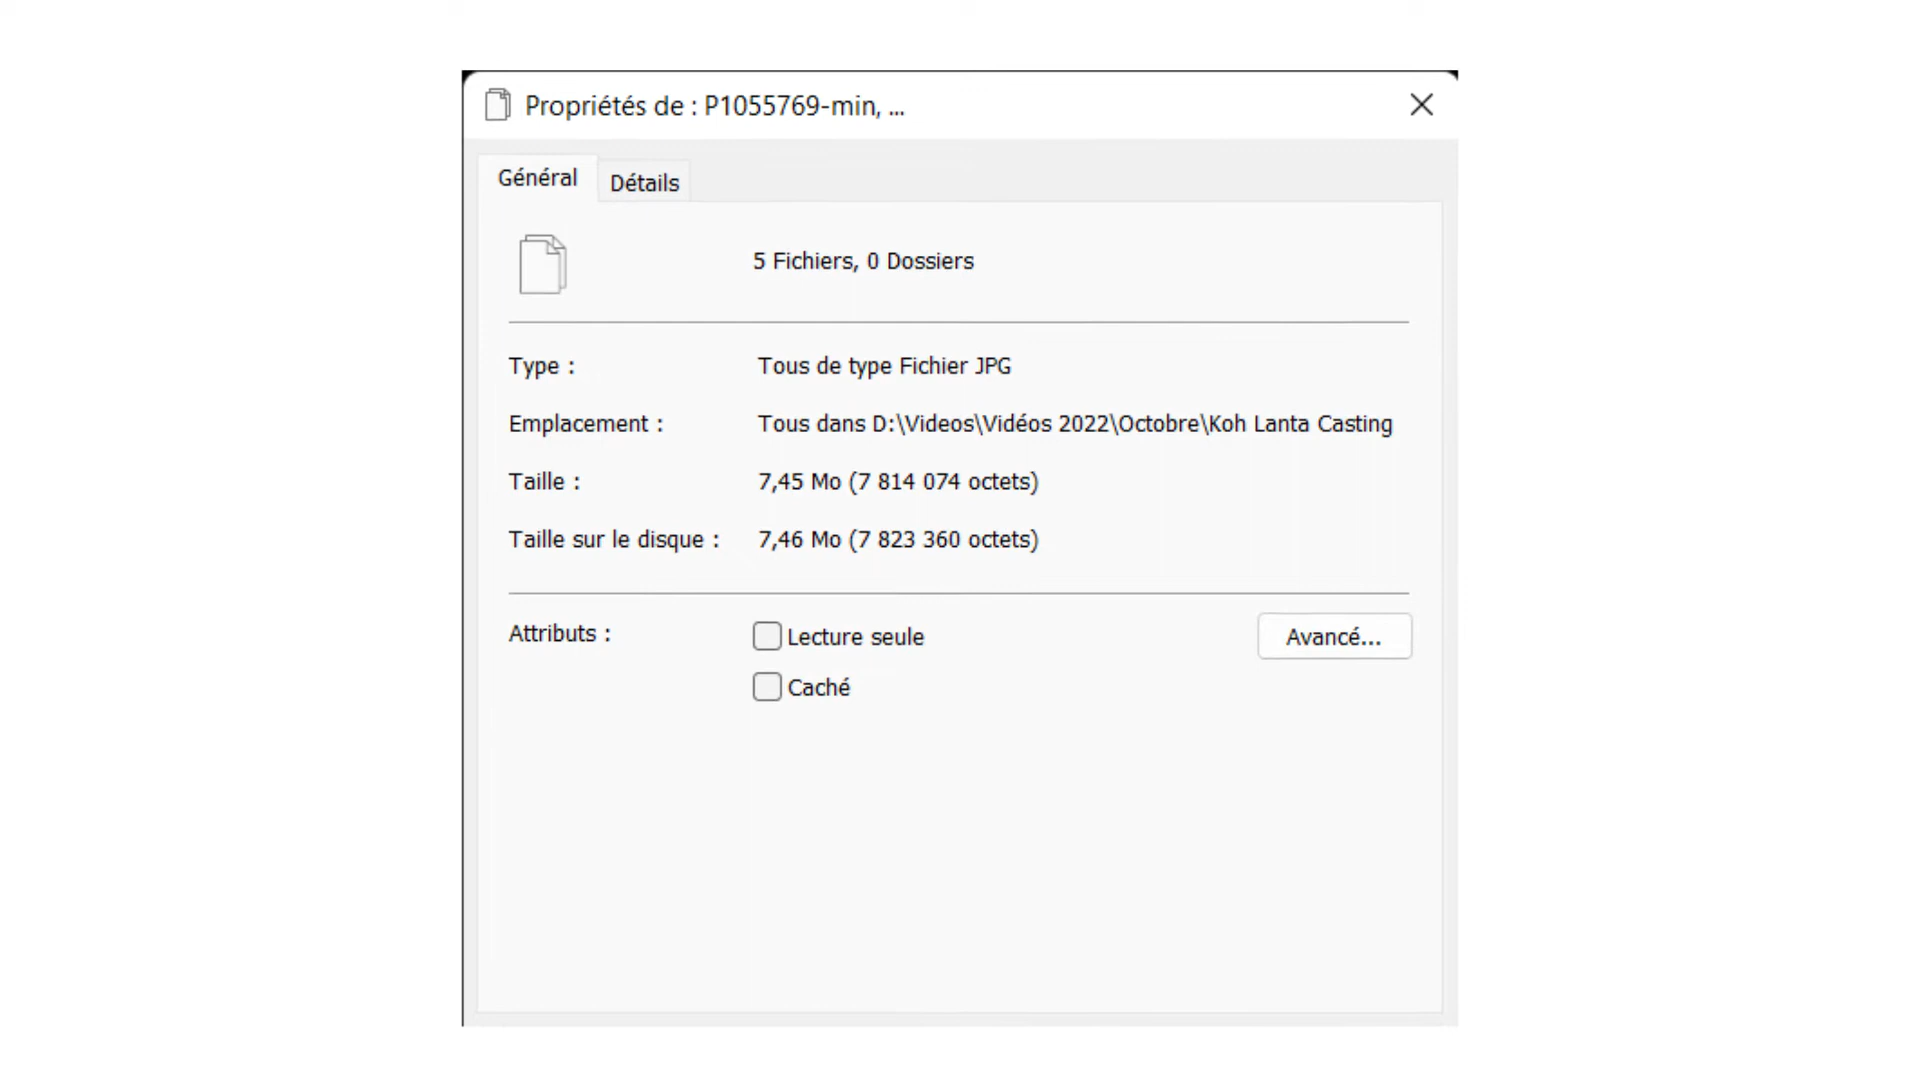 Propriétés de : P1055769-min, ...
Général
Détails
5 Fichiers, 0 Dossiers
Type :
Tous de type Fichier JPG
Emplacement :
Tous dans D:\Videos\Vidéos 2022\Octobre\Koh Lanta Casting
Taille :
7,45 Mo (7 814 074 octets)
Taille sur le disque :
7,46 Mo (7 823 360 octets)
Attributs :
Lecture seule
Avancé...
Caché